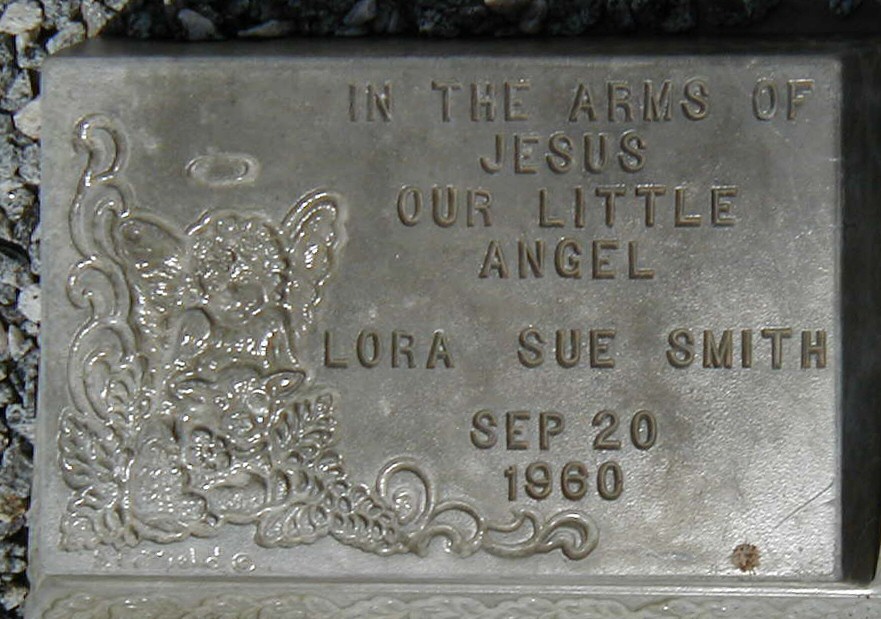 IN THE ARMS OF
JESUS
OUR LITTLE
ANGEL
LORA SUE SMITH
SEP 20
1960
©